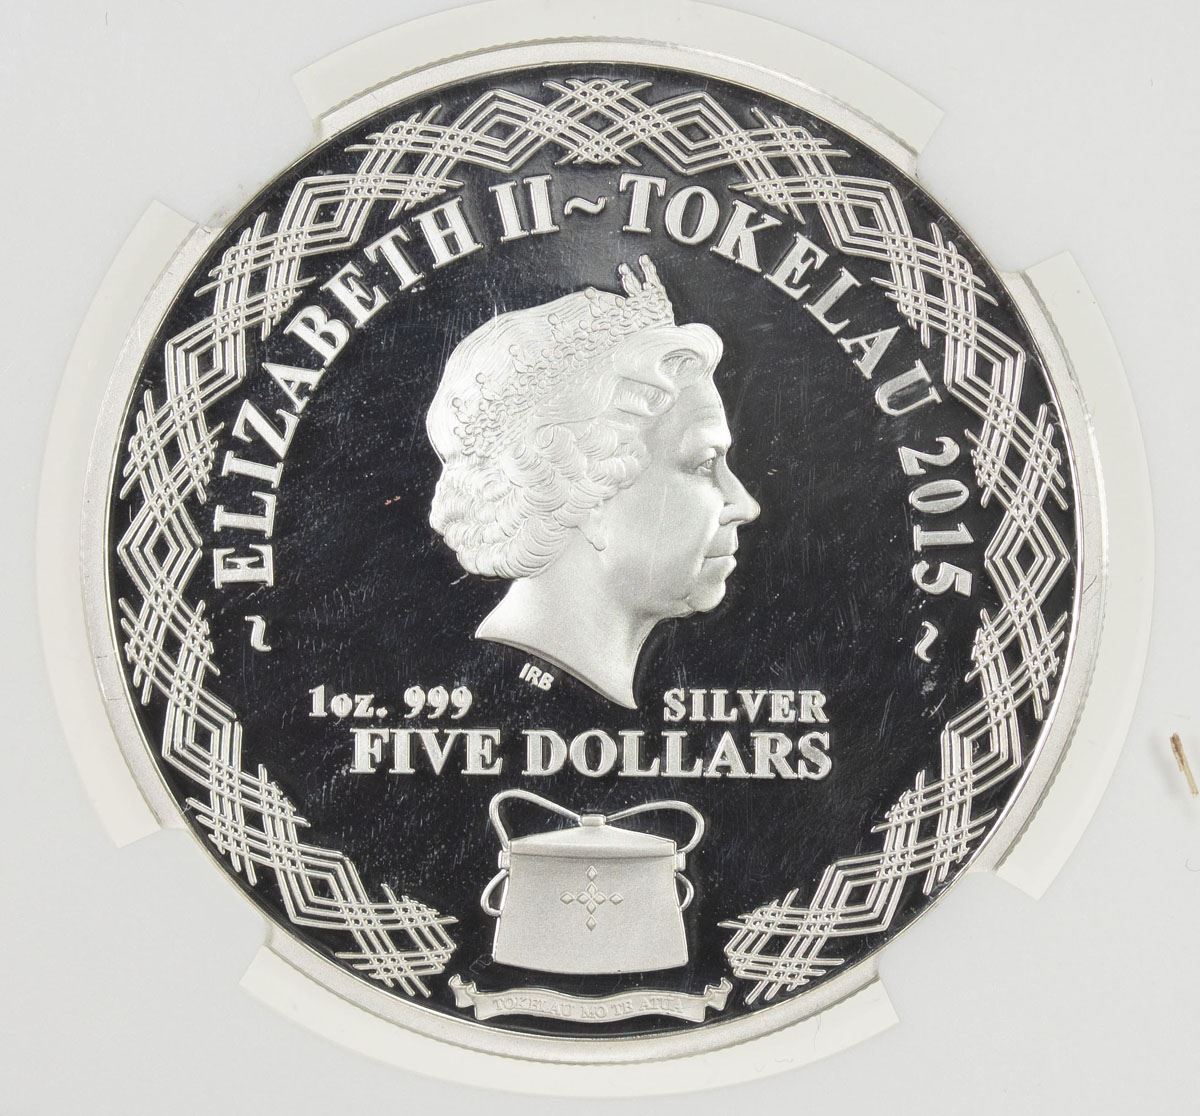 ~ ELIZABETH II ~ TOKELAU 2015 ~
IRB
1oz. 999 SILVER
FIVE DOLLARS
TOKELAU MO TE ATUA